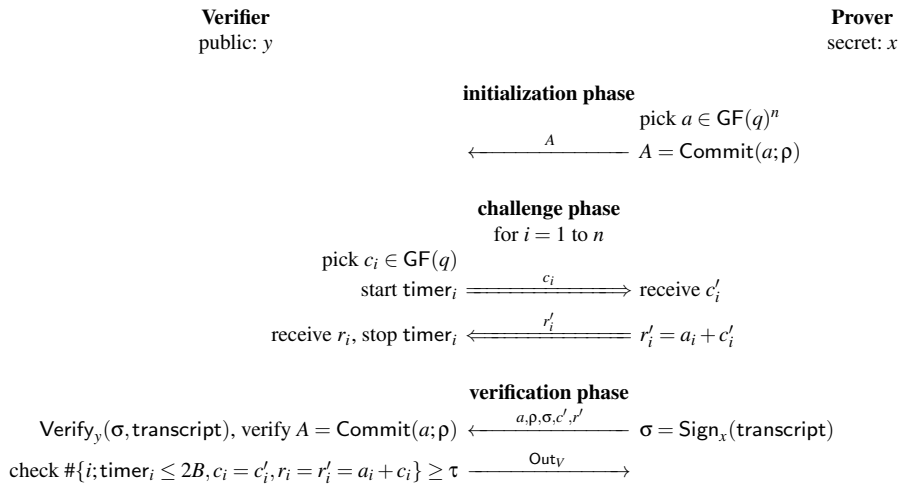 Verifier Prover
public: y secret: x
initialization phase
pick a ∈ GF(q)^n
A
A = Commit(a;ρ)
challenge phase
for i = 1 to n
pick c_i ∈ GF(q)
start timer_i c_i receive c′_i
receive r_i, stop timer_i r′_i r′_i = a_i + c′_i
verification phase
Verify_y(σ,transcript), verify A = Commit(a;ρ) a,ρ,σ,c′,r′ σ = Sign_x(transcript)
check #{i;timer_i ≤ 2B,c_i = c′_i,r_i = r′_i = a_i + c_i} ≥ τ Out_V